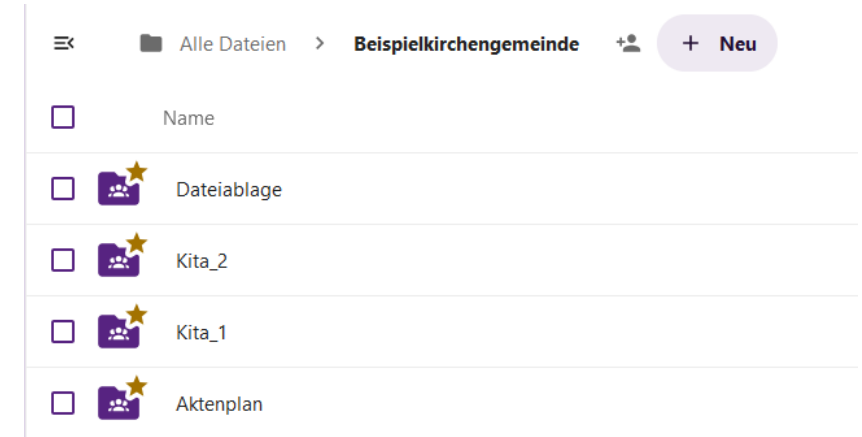 Alle Dateien > Beispielkirchengemeinde + Neu
Name
Dateiablage
Kita_2
Kita_1
Aktenplan